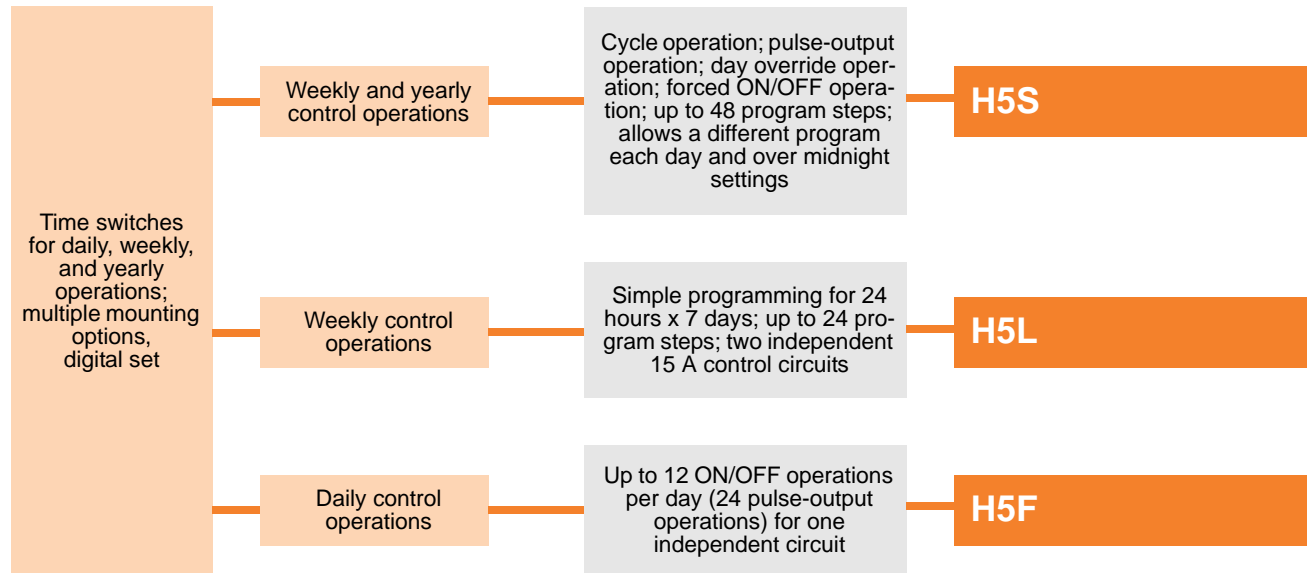 Time switches
for daily, weekly,
and yearly
operations;
multiple mounting
options,
digital set
Weekly and yearly
control operations
Cycle operation; pulse-output
operation; day override oper-
ation; forced ON/OFF opera-
tion; up to 48 program steps;
allows a different program
each day and over midnight
settings
H5S
Weekly control
operations
Simple programming for 24
hours x 7 days; up to 24 pro-
gram steps; two independent
15 A control circuits
H5L
Daily control
operations
Up to 12 ON/OFF operations
per day (24 pulse-output
operations) for one
independent circuit
H5F